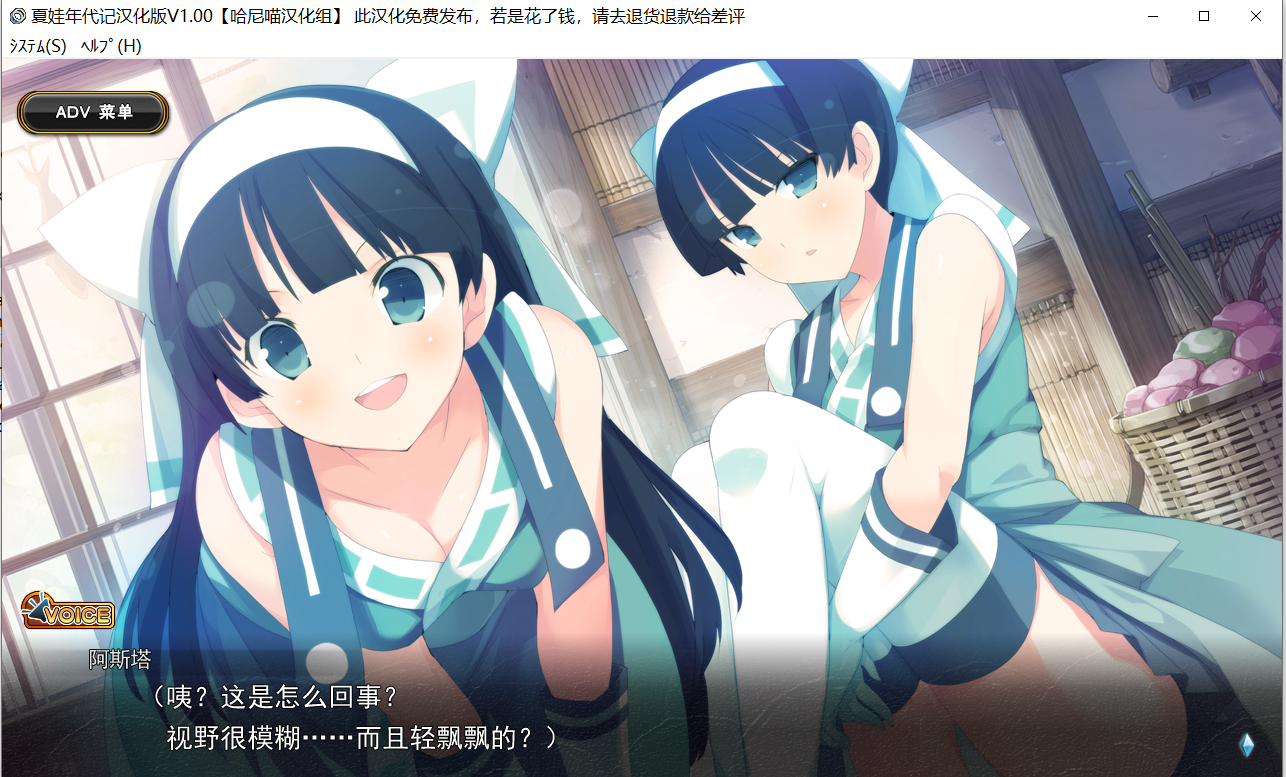 夏娃年代记汉化版V1.00【哈尼喵汉化组】 此汉化免费发布，若是花了钱，请去退货退款给差评
ｼｽﾃﾑ(S) ﾍﾙﾌﾟ(H)
ADV 菜单
VOICE
阿斯塔
（咦？这是怎么回事？
视野很模糊……而且轻飘飘的？）